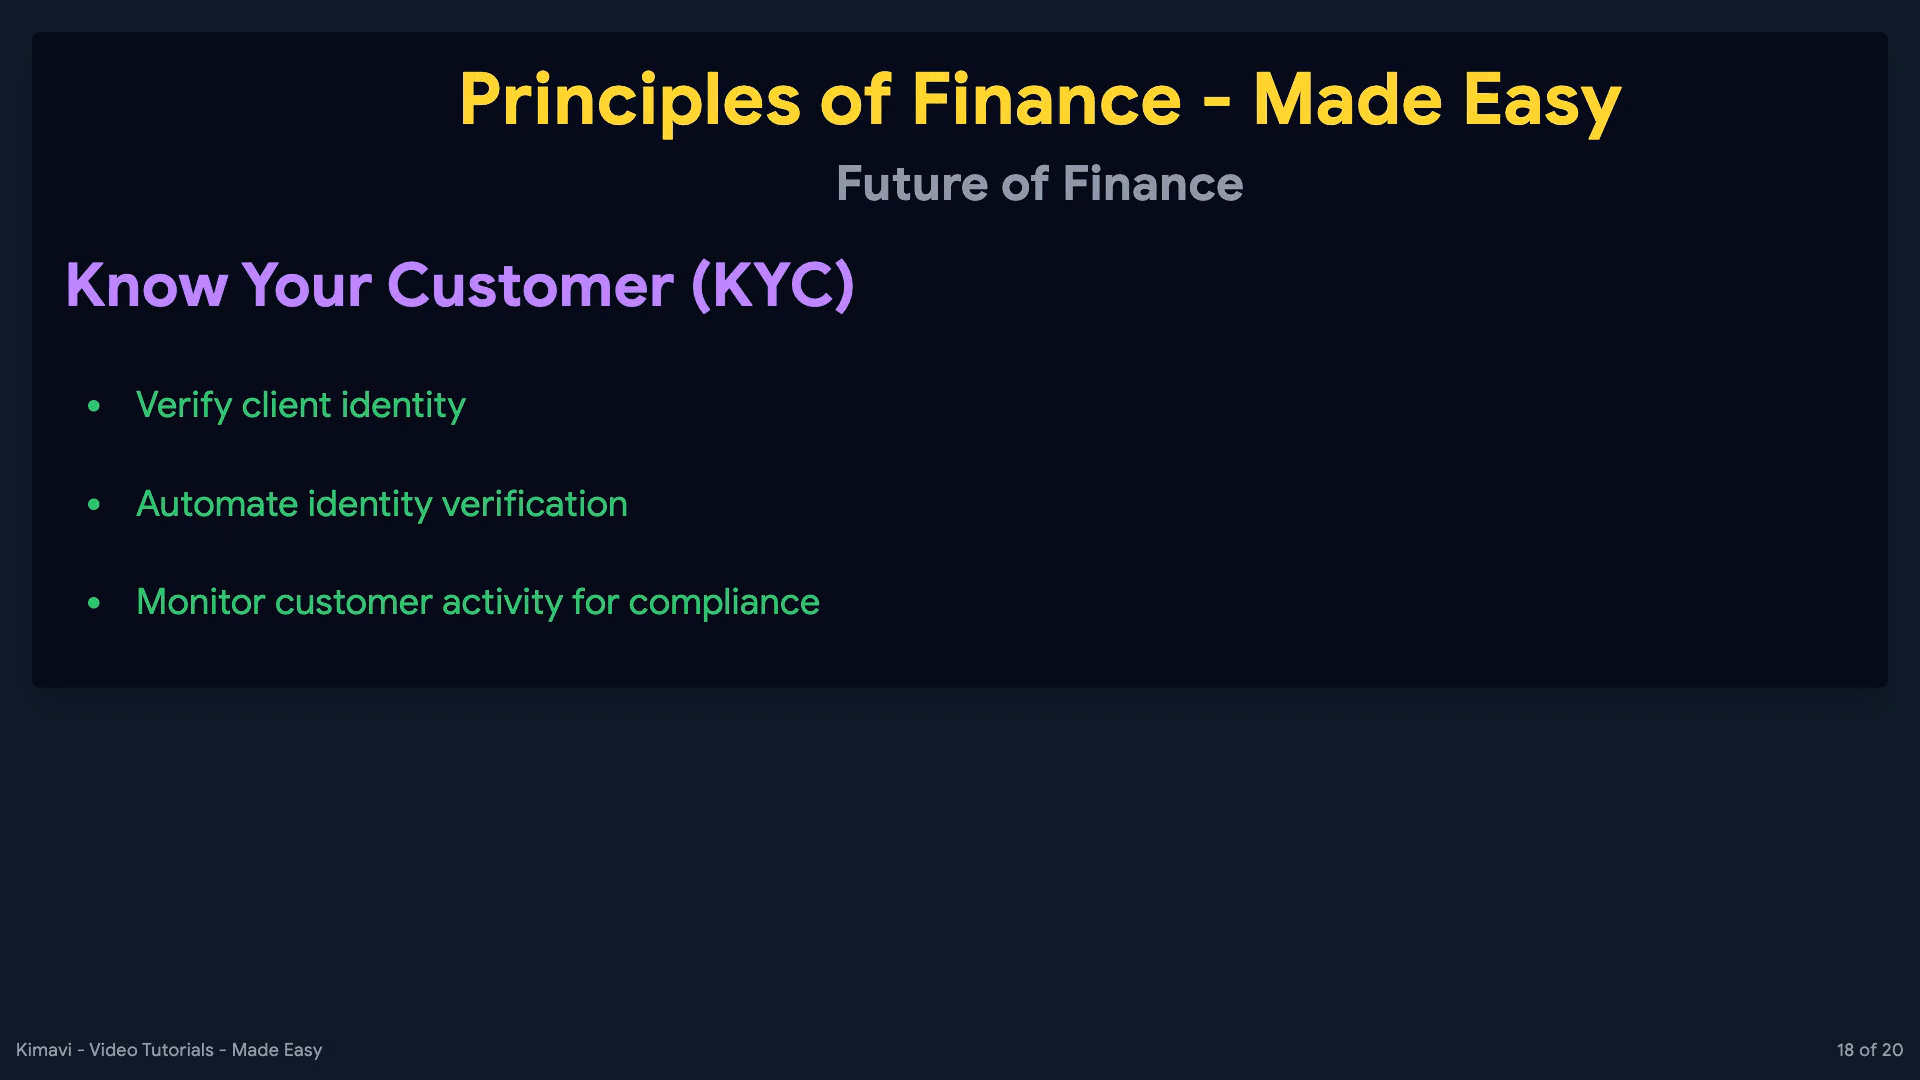 Principles of Finance - Made Easy
Future of Finance
Know Your Customer (KYC)
• Verify client identity
• Automate identity verification
• Monitor customer activity for compliance
Kimavi - Video Tutorials - Made Easy
18 of 20